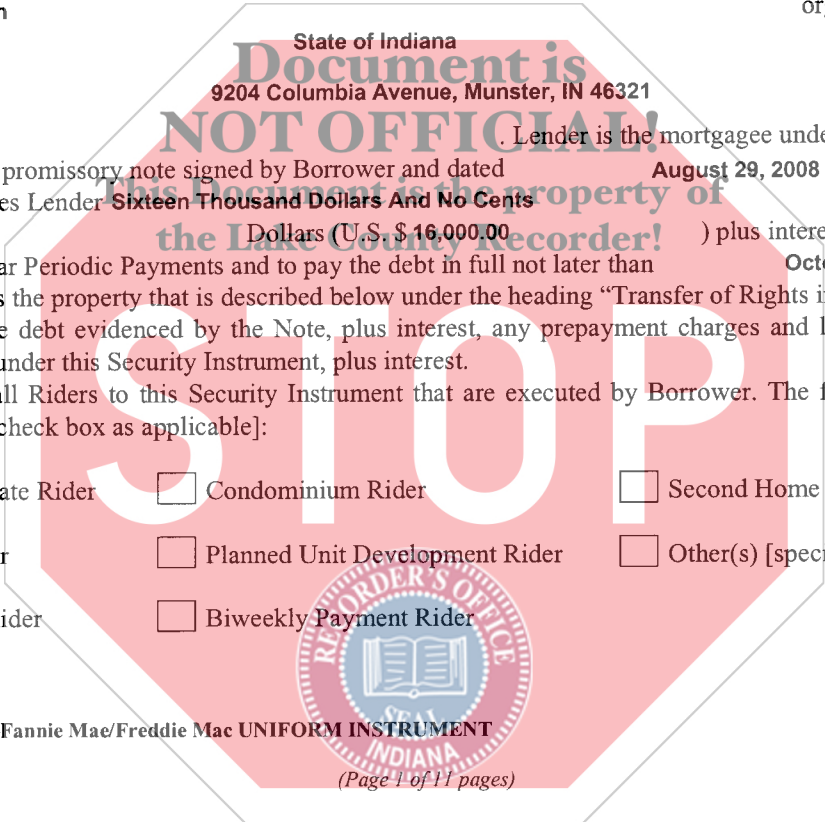 State of Indiana
Document is
9204 Columbia Avenue, Munster, IN 46321
NOT OFFICIAL!
. Lender is the mortgagee unde
promissory note signed by Borrower and dated August 29, 2008
This Document is the property of
es Lender Sixteen Thousand Dollars And No Cents
the Lake County Recorder!
Dollars (U.S. $ 16,000.00 ) plus intere
ar Periodic Payments and to pay the debt in full not later than Octo
s the property that is described below under the heading “Transfer of Rights i
e debt evidenced by the Note, plus interest, any prepayment charges and l
under this Security Instrument, plus interest.
all Riders to this Security Instrument that are executed by Borrower. The f
check box as applicable]:
STOP
ate Rider Condominium Rider Second Home
r Planned Unit Development Rider Other(s) [speci
ider Biweekly Payment Rider
RECORDER'S OFFICE
SEAL
INDIANA
Fannie Mae/Freddie Mac UNIFORM INSTRUMENT
(Page 1 of 11 pages)